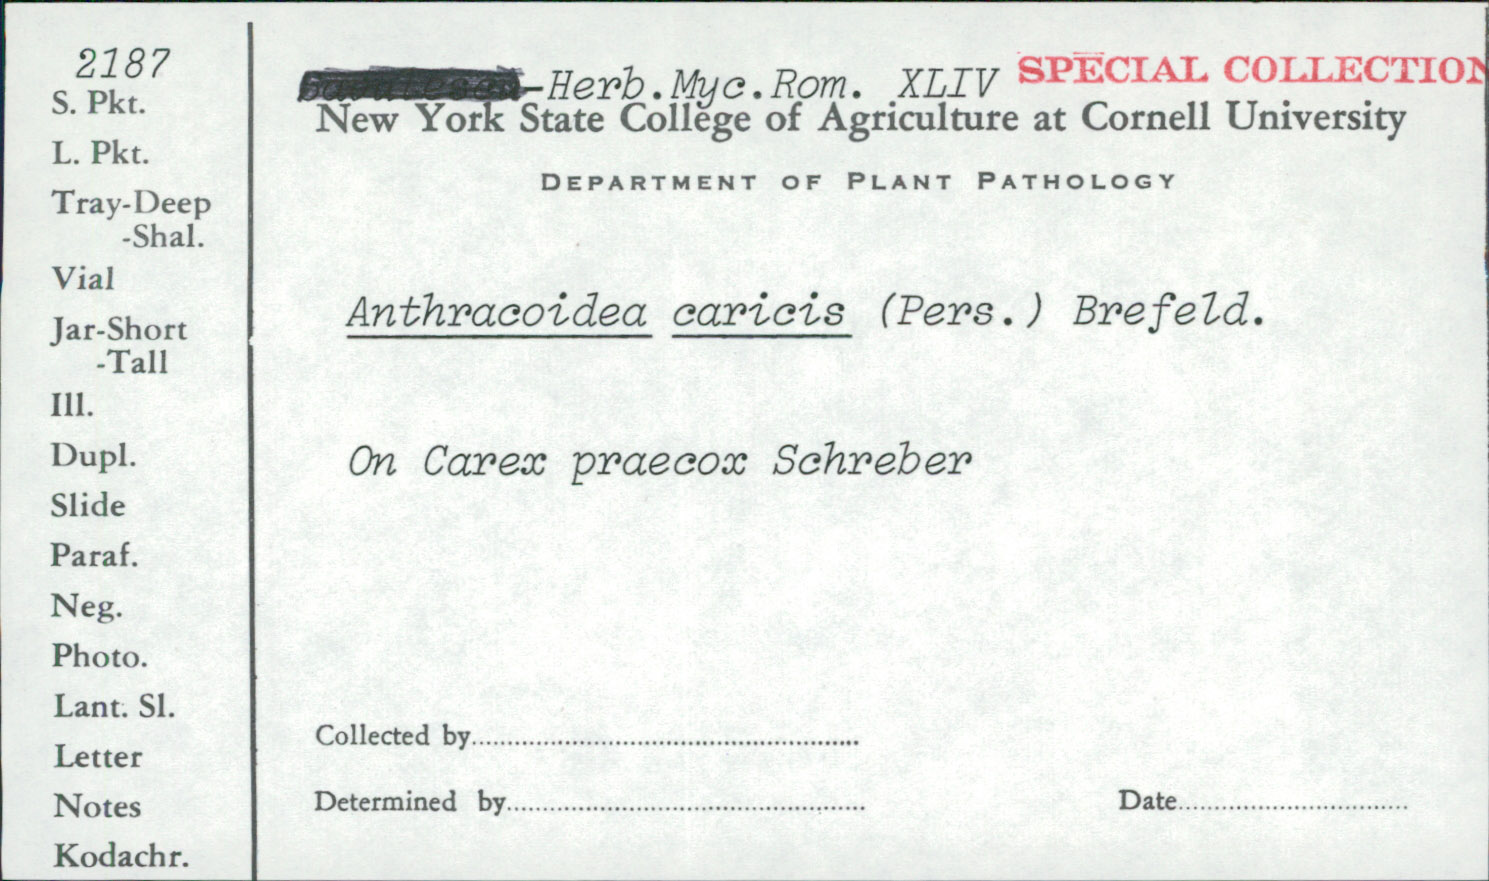 2187
S. Pkt.
L. Pkt.
Tray-Deep
-Shal.
Vial
Jar-Short
-Tall
Ill.
Dupl.
Slide
Paraf.
Neg.
Photo.
Lant. Sl.
Letter
Notes
Kodachr.
-Herb.Myc.Rom. XLIV SPECIAL COLLECTION
New York State College of Agriculture at Cornell University
DEPARTMENT OF PLANT PATHOLOGY
Anthracoidea caricis (Pers.) Brefeld.
On Carex praecox Schreber
Collected by
Determined by Date